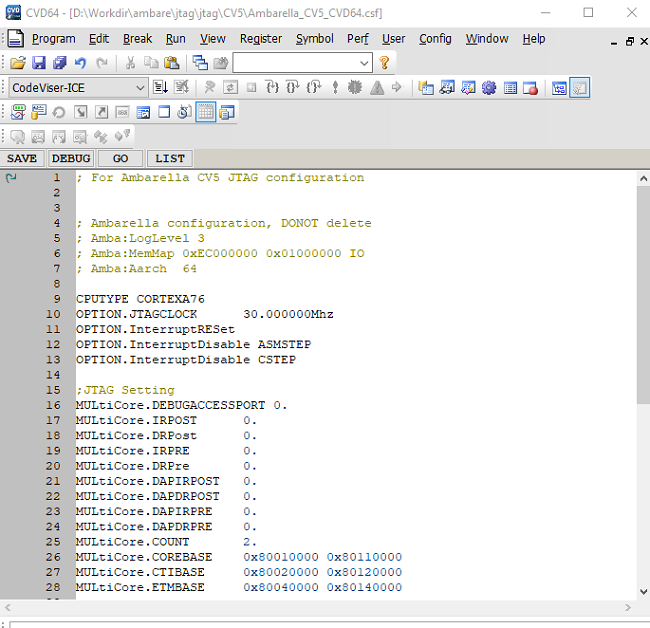 CVD64 - [D:\Workdir\ambare\jtag\jtag\CV5\Ambarella_CV5_CVD64.csf]
Program Edit Break Run View Register Symbol Perf User Config Window Help
CodeViser-ICE
SAVE DEBUG GO LIST
1 ; For Ambarella CV5 JTAG configuration
2
3
4 ; Ambarella configuration, DONOT delete
5 ; Amba:LogLevel 3
6 ; Amba:MemMap 0xEC000000 0x01000000 IO
7 ; Amba:Aarch 64
8
9 CPUTYPE CORTEXA76
10 OPTION.JTAGCLOCK 30.000000Mhz
11 OPTION.InterruptRESet
12 OPTION.InterruptDisable ASMSTEP
13 OPTION.InterruptDisable CSTEP
14
15 ;JTAG Setting
16 MULtiCore.DEBUGACCESSPORT 0.
17 MULtiCore.IRPOST 0.
18 MULtiCore.DRPost 0.
19 MULtiCore.IRPRE 0.
20 MULtiCore.DRPre 0.
21 MULtiCore.DAPIRPOST 0.
22 MULtiCore.DAPDRPOST 0.
23 MULtiCore.DAPIRPRE 0.
24 MULtiCore.DAPDRPRE 0.
25 MULtiCore.COUNT 2.
26 MULtiCore.COREBASE 0x80010000 0x80110000
27 MULtiCore.CTIBASE 0x80020000 0x80120000
28 MULtiCore.ETMBASE 0x80040000 0x80140000